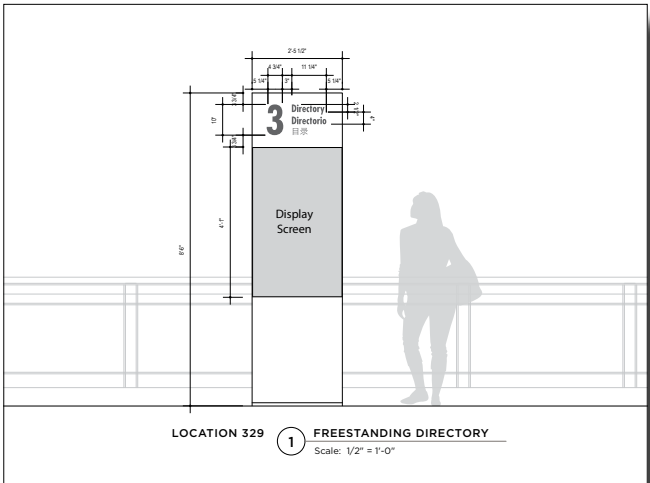 2'-5 1/2"
4 3/4" 11 1/4"
5 1/4" 3" 5 1/4"
3 3/4"
10"
3
Directory
Directorio
目录
4"
4'-1"
Display
Screen
8'6"
LOCATION 329
1
FREESTANDING DIRECTORY
Scale: 1/2" = 1'-0"